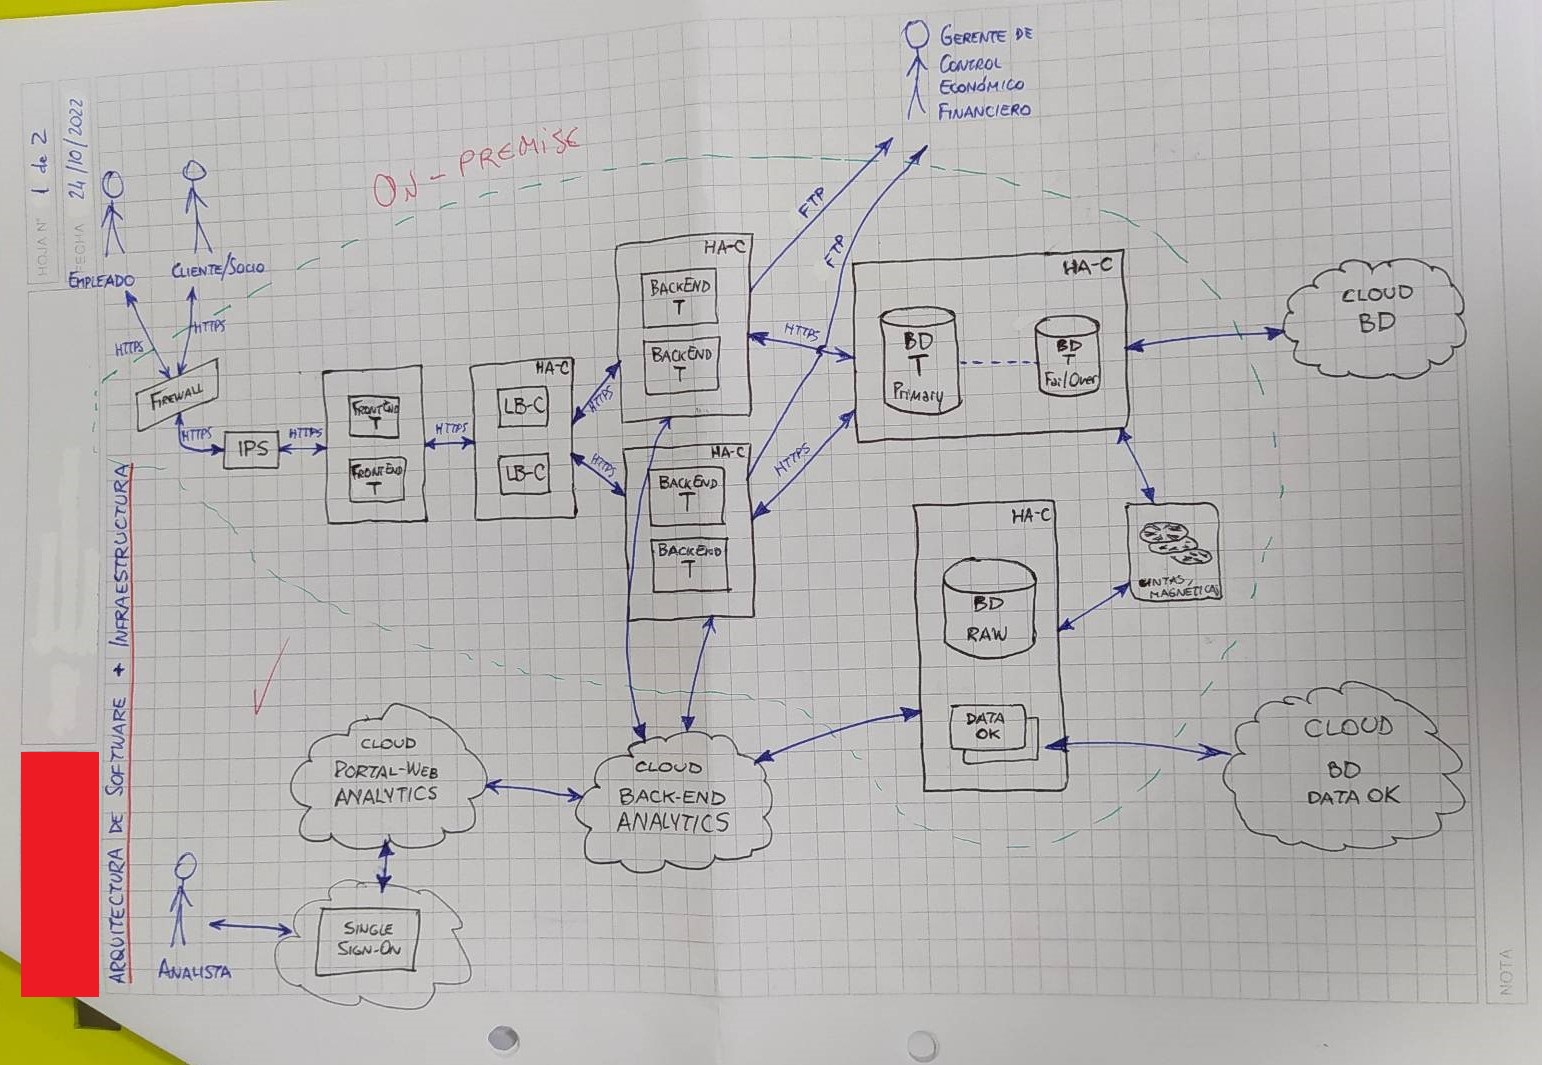 HOJA Nº 1 de 2
FECHA 24/10/2022
ARQUITECTURA DE SOFTWARE + INFRAESTRUCTURA
ON-PREMISE
GERENTE DE
CONTROL
ECONÓMICO
FINANCIERO
EMPLEADO
CLIENTE/SOCIO
HTTPS
HTTPS
FIREWALL
HTTPS
IPS
HTTPS
FRONTEND
T
FRONTEND
T
HTTPS
HA-C
LB-C
LB-C
HTTPS
HTTPS
HA-C
BACKEND
T
BACKEND
T
HA-C
BACKEND
T
BACKEND
T
FTP
FTP
HTTPS
HTTPS
HA-C
BD
T
Primary
BD
T
Fail/Over
CLOUD
BD
CINTAS,
MAGNETICAS
HA-C
BD
RAW
DATA
OK
CLOUD
BD
DATA OK
CLOUD
BACK-END
ANALYTICS
CLOUD
PORTAL-WEB
ANALYTICS
SINGLE
SIGN-ON
ANALISTA
NOTA